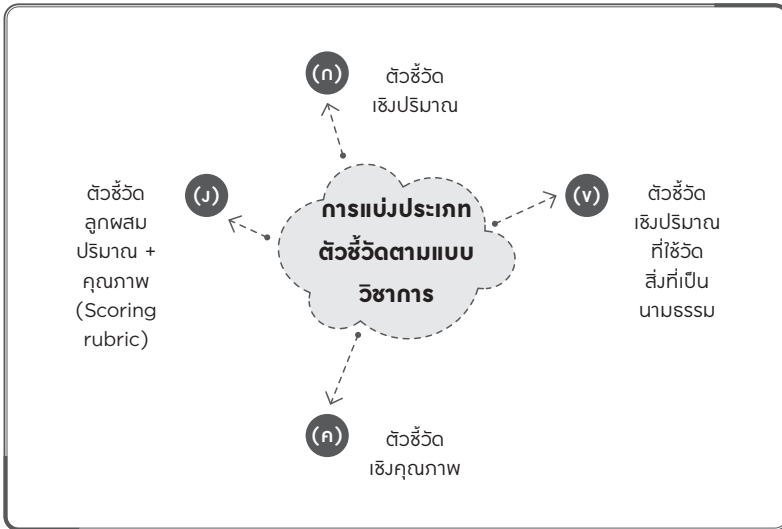 (ก)
ตัวชี้วัด
เชิงปริมาณ
(ข)
ตัวชี้วัด
เชิงปริมาณ
ที่ใช้วัด
สิ่งที่เป็น
นามธรรม
(ค)
ตัวชี้วัด
เชิงคุณภาพ
(ง)
ตัวชี้วัด
ลูกผสม
ปริมาณ +
คุณภาพ
(Scoring
rubric)
การแบ่งประเภท
ตัวชี้วัดตามแบบ
วิชาการ